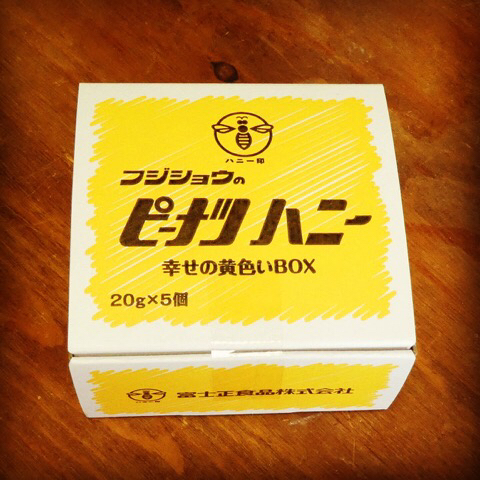 ハニー印
フジショウの
ピーナツハニー
幸せの黄色いBOX
20g×5個
富士正食品株式会社